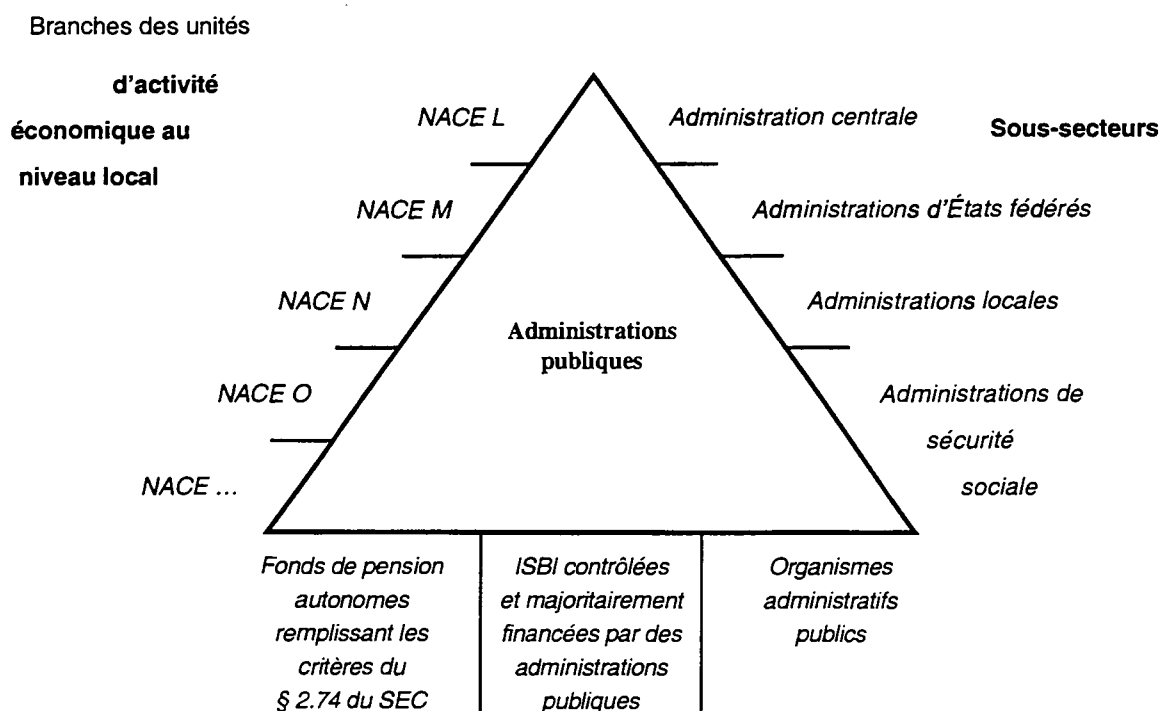 Branches des unités
d'activité
économique au
niveau local
NACE L
NACE M
NACE N
NACE O
NACE ...
Administrations
publiques
Administration centrale
Administrations d'États fédérés
Administrations locales
Administrations de
sécurité
sociale
Sous-secteurs
Fonds de pension
autonomes
remplissant les
critères du
§ 2.74 du SEC
ISBI contrôlées
et majoritairement
financées par des
administrations
publiques
Organismes
administratifs
publics